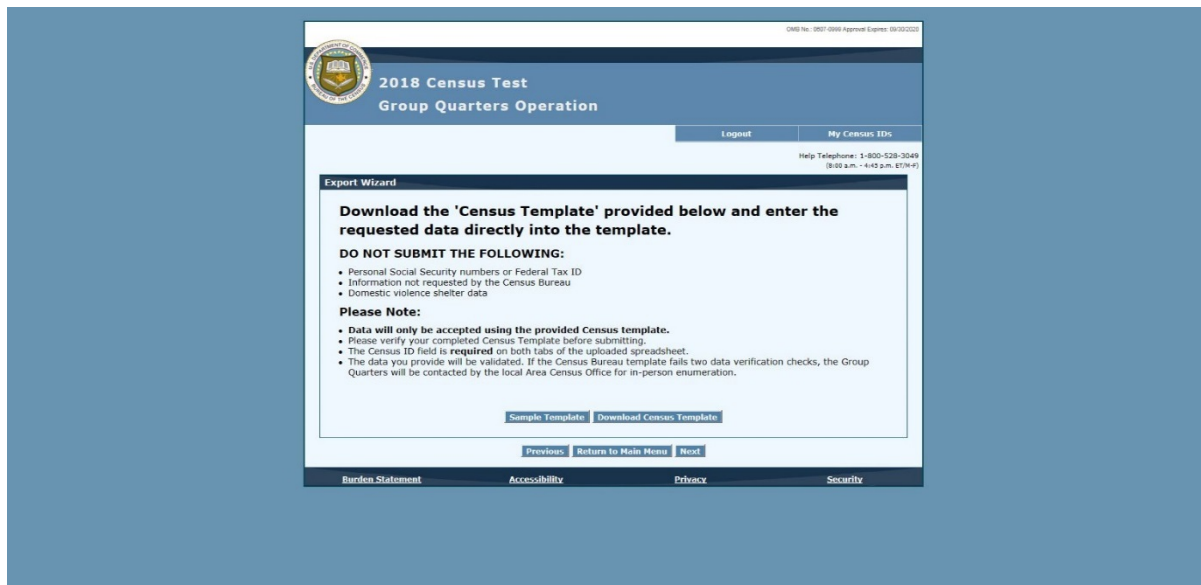 OMB No.: 0607-0999 Approval Expires: 09/30/2020
U.S. DEPARTMENT OF COMMERCE
BUREAU OF THE CENSUS
2018 Census Test
Group Quarters Operation
Logout My Census IDs
Help Telephone: 1-800-528-3049
(8:00 a.m. - 4:45 p.m. ET/M-F)
Export Wizard
Download the 'Census Template' provided below and enter the
requested data directly into the template.
DO NOT SUBMIT THE FOLLOWING:
• Personal Social Security numbers or Federal Tax ID
• Information not requested by the Census Bureau
• Domestic violence shelter data
Please Note:
• Data will only be accepted using the provided Census template.
• Please verify your completed Census Template before submitting.
• The Census ID field is required on both tabs of the uploaded spreadsheet.
• The data you provide will be validated. If the Census Bureau template fails two data verification checks, the Group
Quarters will be contacted by the local Area Census Office for in-person enumeration.
Sample Template Download Census Template
Previous Return to Main Menu Next
Burden Statement Accessibility Privacy Security